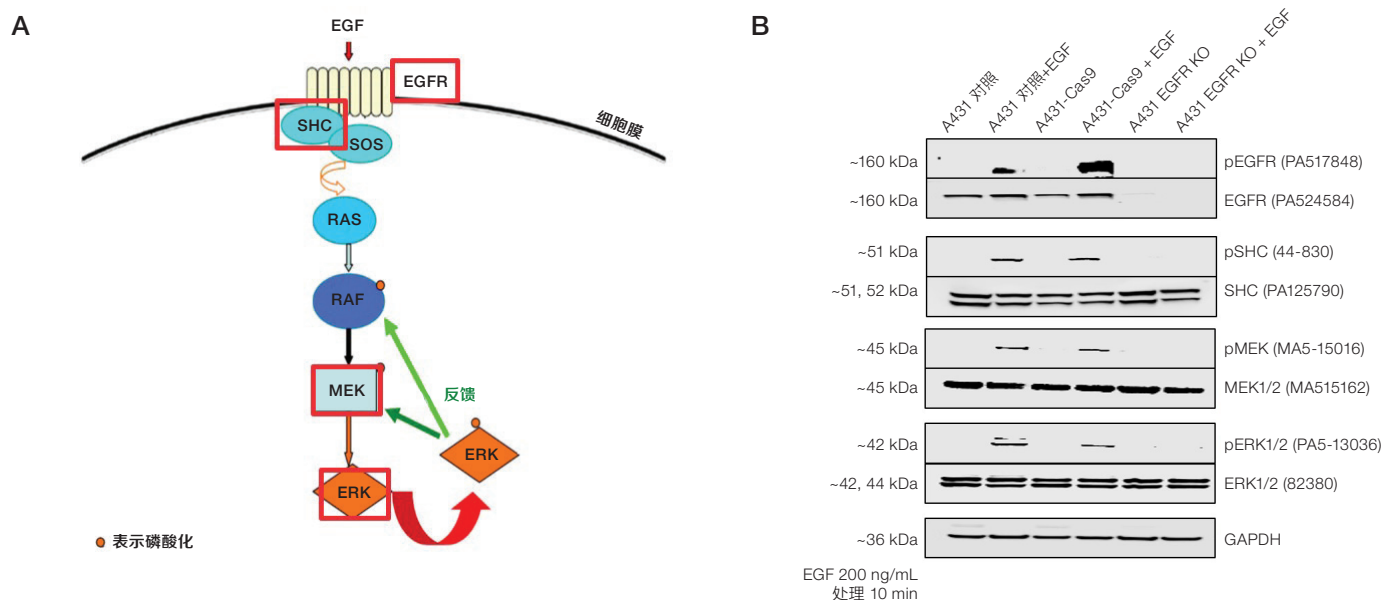 A
EGF
EGFR
SHC
SOS
细胞膜
RAS
RAF
MEK
反馈
ERK
ERK
表示磷酸化
B
A431 对照
A431 对照+EGF
A431-Cas9
A431-Cas9 + EGF
A431 EGFR KO
A431 EGFR KO + EGF
~160 kDa pEGFR (PA517848)
~160 kDa EGFR (PA524584)
~51 kDa pSHC (44-830)
~51, 52 kDa SHC (PA125790)
~45 kDa pMEK (MA5-15016)
~45 kDa MEK1/2 (MA515162)
~42 kDa pERK1/2 (PA5-13036)
~42, 44 kDa ERK1/2 (82380)
~36 kDa GAPDH
EGF 200 ng/mL
处理 10 min